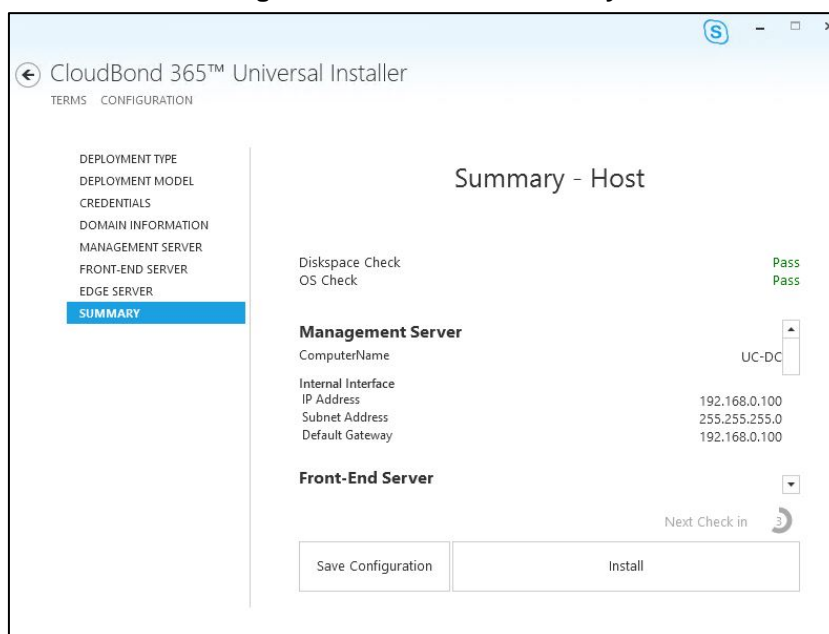 CloudBond 365™ Universal Installer
TERMS CONFIGURATION
DEPLOYMENT TYPE
DEPLOYMENT MODEL
CREDENTIALS
DOMAIN INFORMATION
MANAGEMENT SERVER
FRONT-END SERVER
EDGE SERVER
SUMMARY
Summary - Host
Diskspace Check Pass
OS Check Pass
Management Server
ComputerName UC-DC
Internal Interface
IP Address 192.168.0.100
Subnet Address 255.255.255.0
Default Gateway 192.168.0.100
Front-End Server
Next Check in 3
Save Configuration Install